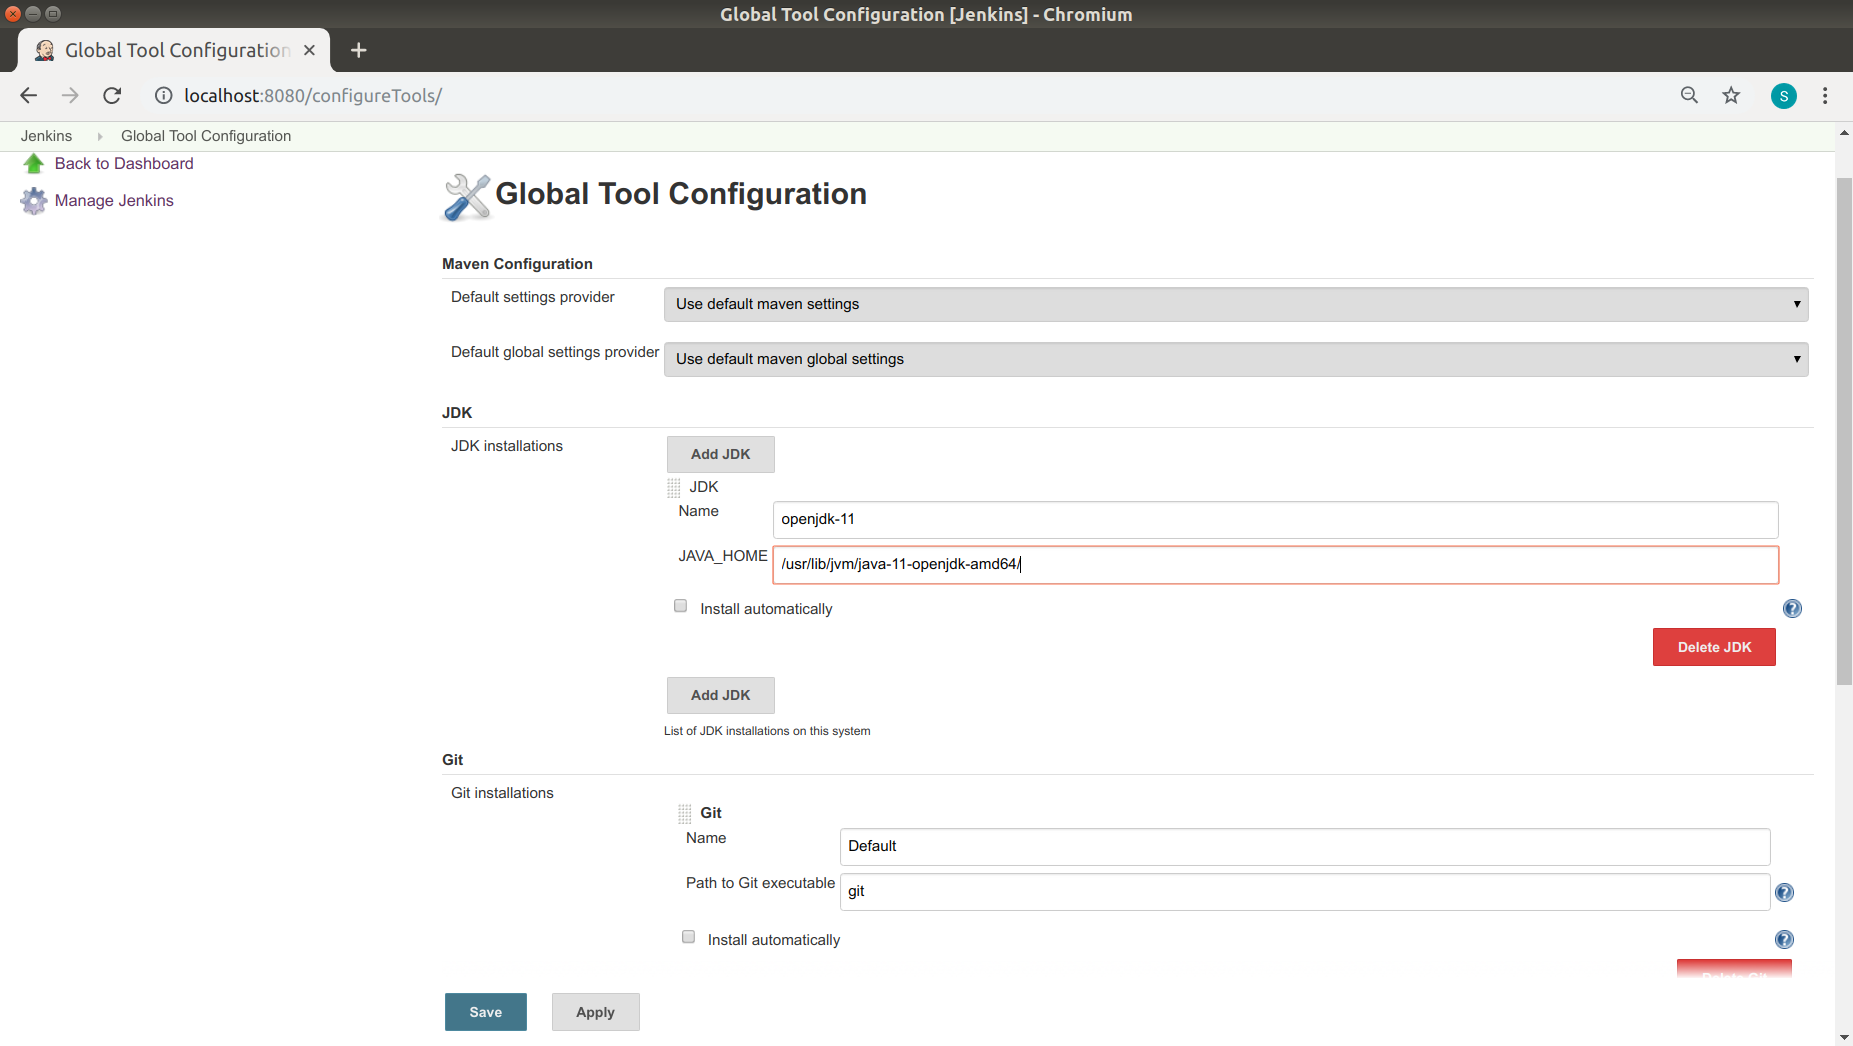 Global Tool Configuration [Jenkins] - Chromium
Global Tool Configuration
localhost:8080/configureTools/
S
Jenkins Global Tool Configuration
Back to Dashboard
Manage Jenkins
Global Tool Configuration
Maven Configuration
Default settings provider Use default maven settings
Default global settings provider Use default maven global settings
JDK
JDK installations Add JDK
JDK
Name openjdk-11
JAVA_HOME /usr/lib/jvm/java-11-openjdk-amd64/
Install automatically
Delete JDK
Add JDK
List of JDK installations on this system
Git
Git installations
Git
Name Default
Path to Git executable git
Install automatically
Delete Git
Save Apply